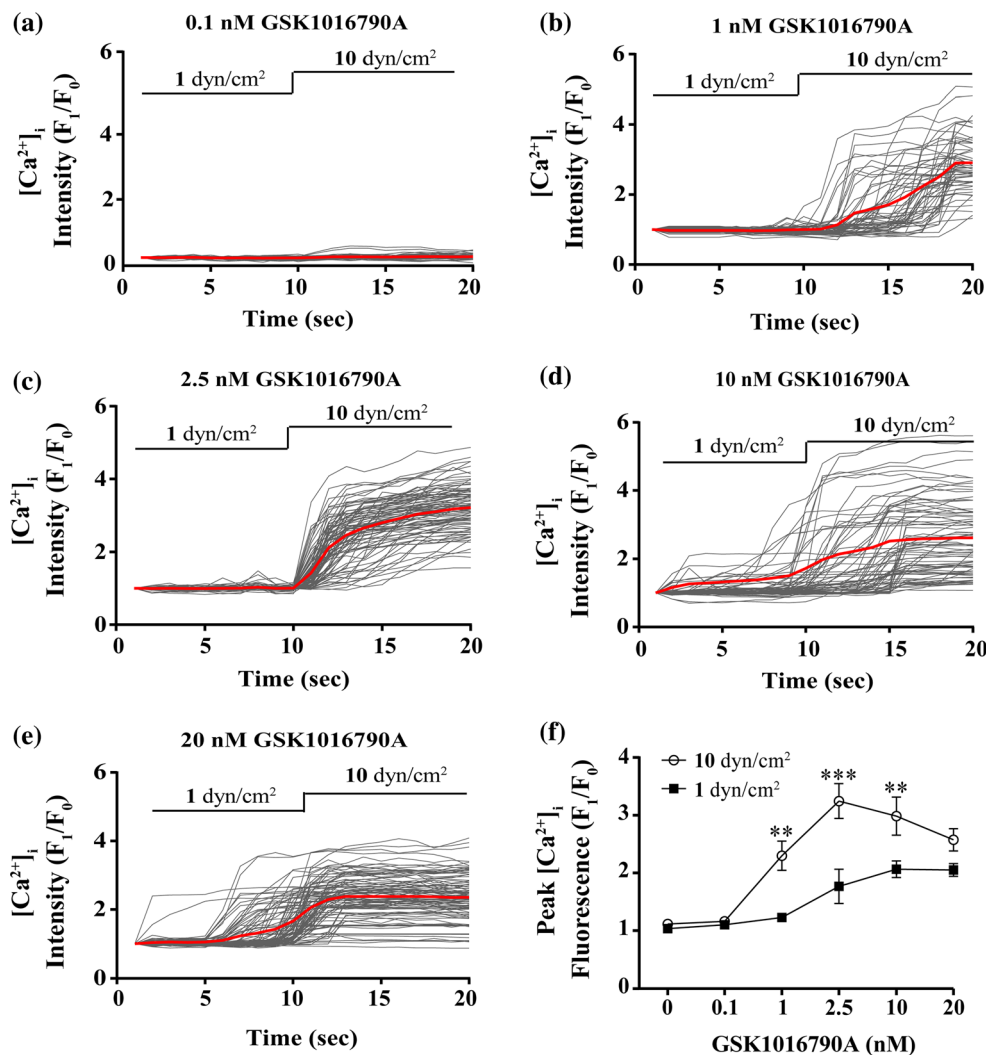 (a)
0.1 nM GSK1016790A
[Ca²⁺]ᵢ
Intensity (F₁/F₀)
6
4
2
0
1 dyn/cm²
10 dyn/cm²
0 5 10 15 20
Time (sec)
(b)
1 nM GSK1016790A
[Ca²⁺]ᵢ
Intensity (F₁/F₀)
6
4
2
0
1 dyn/cm²
10 dyn/cm²
0 5 10 15 20
Time (sec)
(c)
2.5 nM GSK1016790A
[Ca²⁺]ᵢ
Intensity (F₁/F₀)
6
4
2
0
1 dyn/cm²
10 dyn/cm²
0 5 10 15 20
Time (sec)
(d)
10 nM GSK1016790A
[Ca²⁺]ᵢ
Intensity (F₁/F₀)
6
4
2
0
1 dyn/cm²
10 dyn/cm²
0 5 10 15 20
Time (sec)
(e)
20 nM GSK1016790A
[Ca²⁺]ᵢ
Intensity (F₁/F₀)
6
4
2
0
1 dyn/cm²
10 dyn/cm²
0 5 10 15 20
Time (sec)
(f)
Peak [Ca²⁺]ᵢ
Fluorescence (F₁/F₀)
4
3
2
1
0
10 dyn/cm²
1 dyn/cm²
**
***
**
0 0.1 1 2.5 10 20
GSK1016790A (nM)